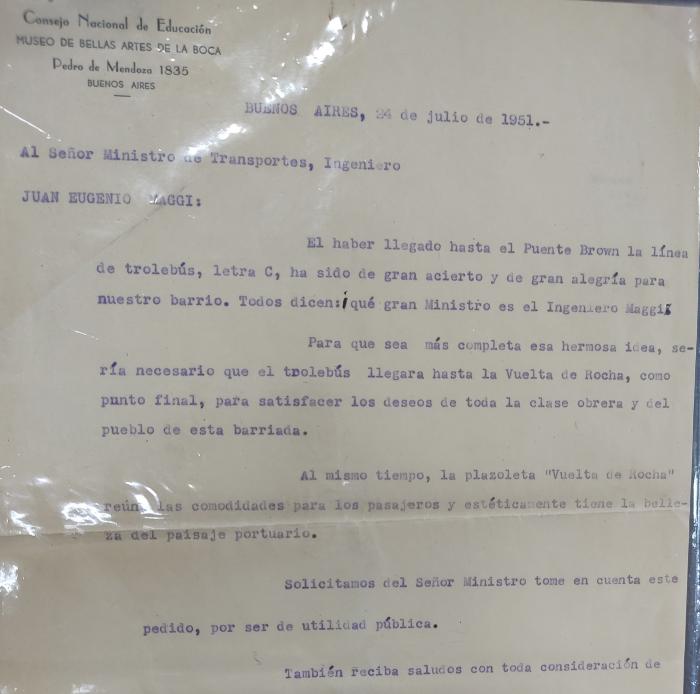 Consejo Nacional de Educación
MUSEO DE BELLAS ARTES DE LA BOCA
Pedro de Mendoza 1835
BUENOS AIRES
BUENOS AIRES, 24 de julio de 1951.-
Al Señor Ministro de Transportes, Ingeniero
JUAN EUGENIO MAGGI:
El haber llegado hasta el Puente Brown la línea
de trolebús, letra C, ha sido de gran acierto y de gran alegría para
nuestro barrio. Todos dicen:¡qué gran Ministro es el Ingeniero Maggi!
Para que sea más completa esa hermosa idea, se-
ría necesario que el trolebús llegara hasta la Vuelta de Rocha, como
punto final, para satisfacer los deseos de toda la clase obrera y del
pueblo de esta barriada.
Al mismo tiempo, la plazoleta "Vuelta de Rocha"
reúne las comodidades para los pasajeros y estéticamente tiene la belle-
za del paisaje portuario.
Solicitamos del Señor Ministro tome en cuenta este
pedido, por ser de utilidad pública.
También reciba saludos con toda consideración de